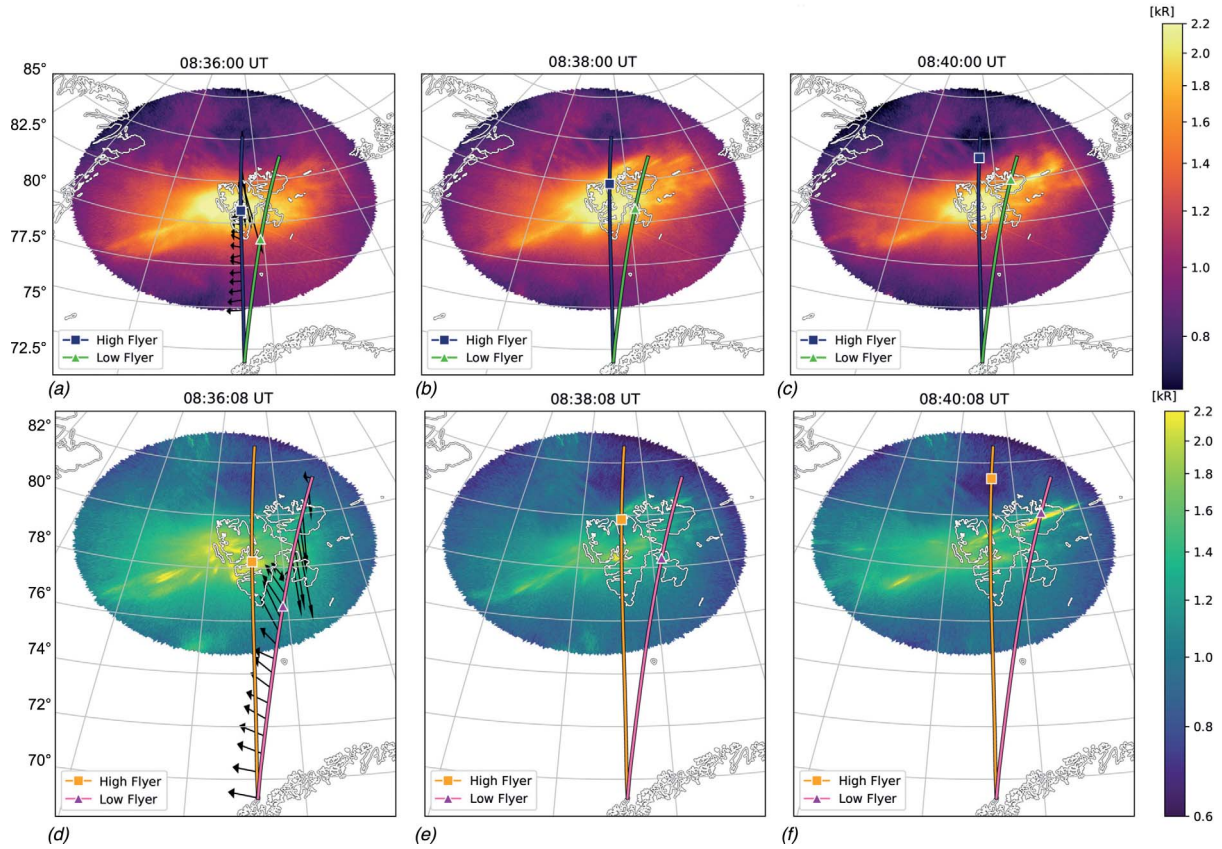 [kR]
2.2
2.0
1.8
1.6
1.4
1.2
1.0
0.8
08:36:00 UT
08:38:00 UT
08:40:00 UT
85°
82.5°
80°
77.5°
75°
72.5°
High Flyer
Low Flyer
High Flyer
Low Flyer
High Flyer
Low Flyer
(a)
(b)
(c)
[kR]
2.2
2.0
1.8
1.6
1.4
1.2
1.0
0.8
0.6
08:36:08 UT
08:38:08 UT
08:40:08 UT
82°
80°
78°
76°
74°
72°
70°
High Flyer
Low Flyer
High Flyer
Low Flyer
High Flyer
Low Flyer
(d)
(e)
(f)